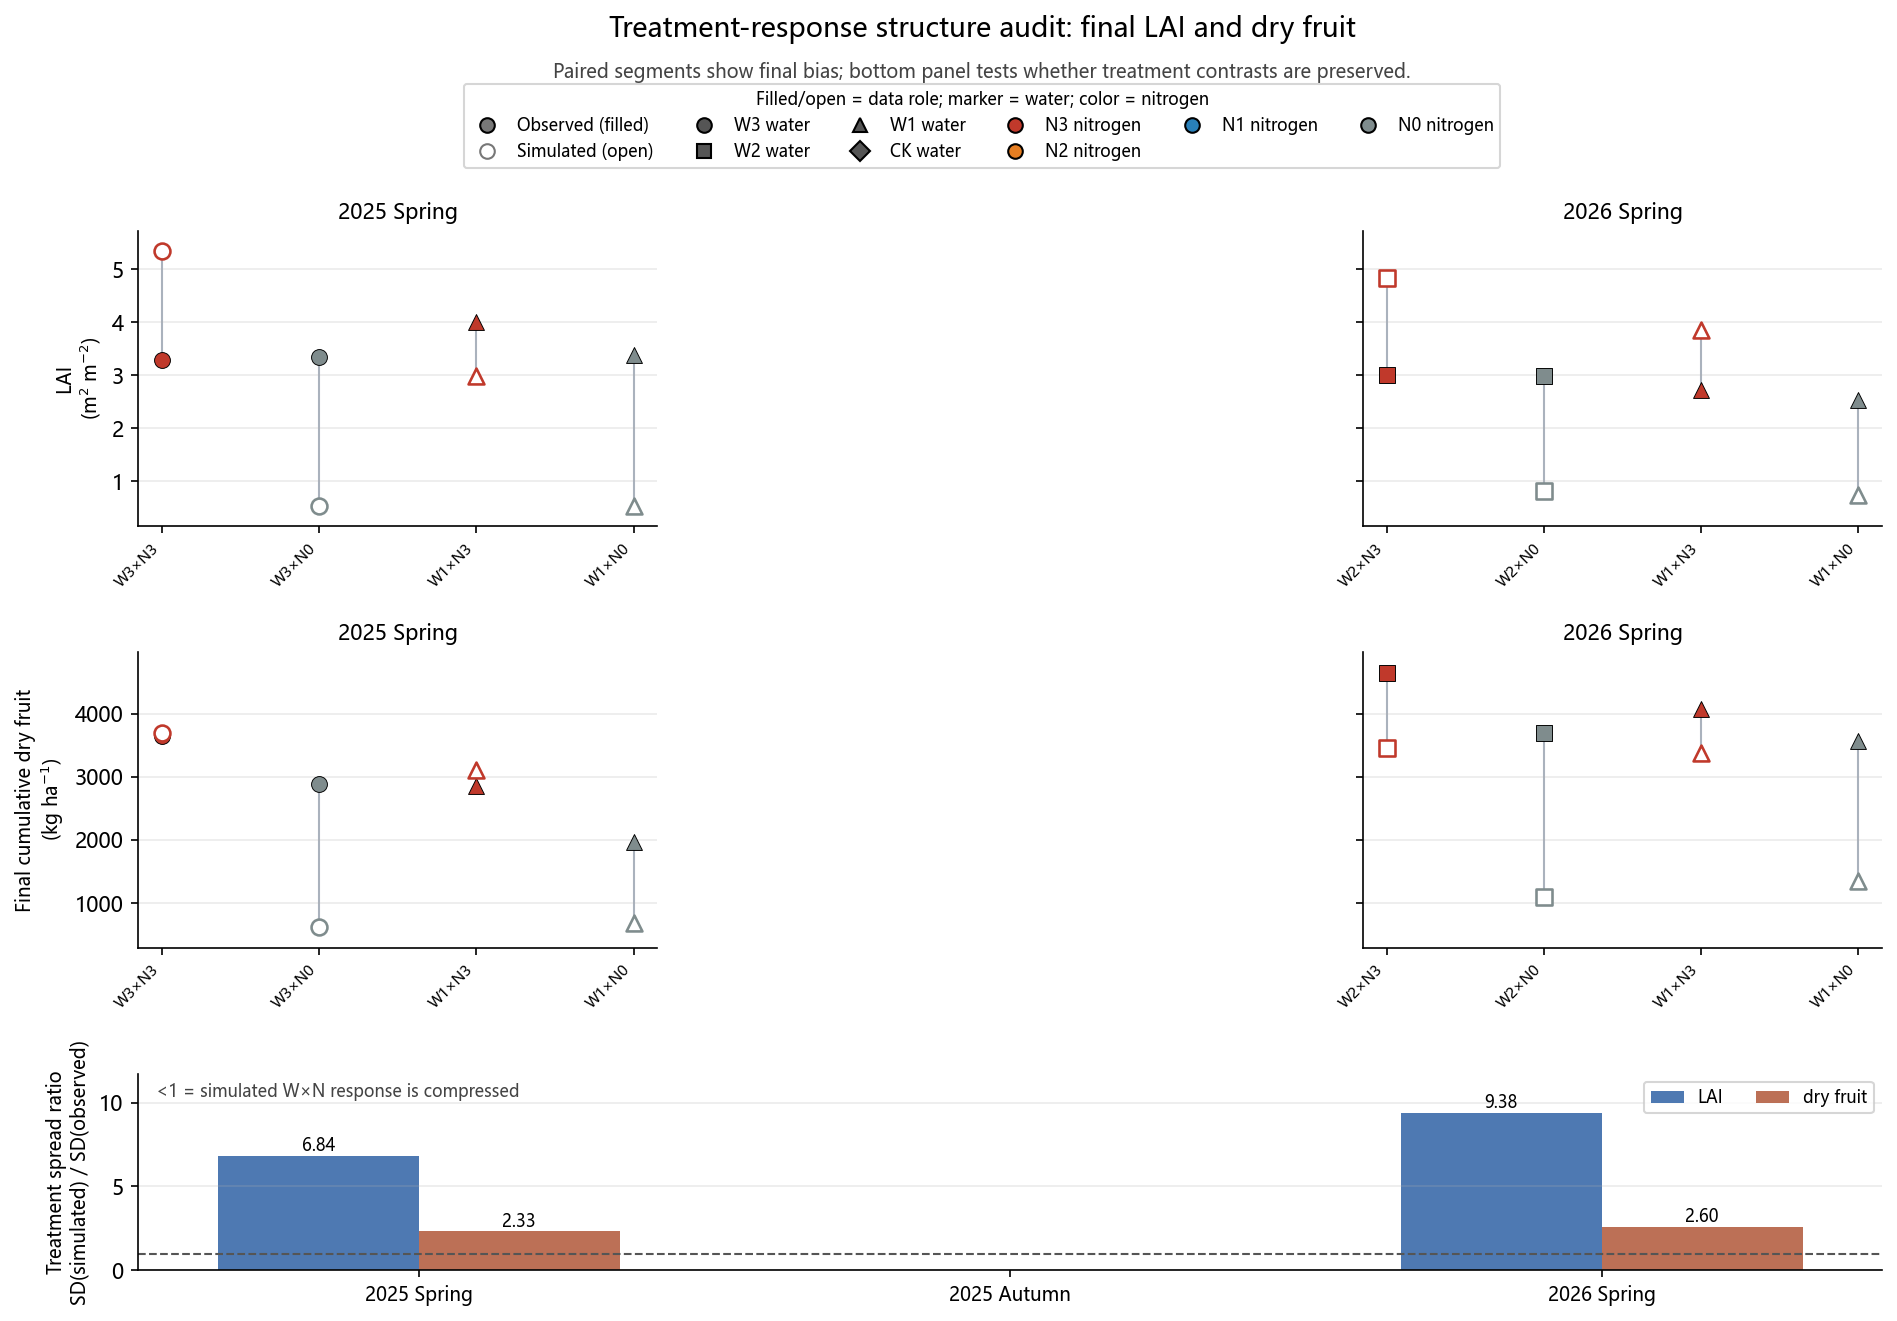 Treatment-response structure audit: final LAI and dry fruit
Paired segments show final bias; bottom panel tests whether treatment contrasts are preserved.
Filled/open = data role; marker = water; color = nitrogen
Observed (filled) W3 water W1 water N3 nitrogen N1 nitrogen N0 nitrogen
Simulated (open) W2 water CK water N2 nitrogen
2025 Spring
LAI
(m² m⁻²)
5
4
3
2
1
W3×N3 W3×N0 W1×N3 W1×N0
2026 Spring
W2×N3 W2×N0 W1×N3 W1×N0
2025 Spring
Final cumulative dry fruit
(kg ha⁻¹)
4000
3000
2000
1000
W3×N3 W3×N0 W1×N3 W1×N0
2026 Spring
W2×N3 W2×N0 W1×N3 W1×N0
Treatment spread ratio
SD(simulated) / SD(observed)
10
5
0
<1 = simulated W×N response is compressed
LAI dry fruit
6.84
2.33
9.38
2.60
2025 Spring 2025 Autumn 2026 Spring